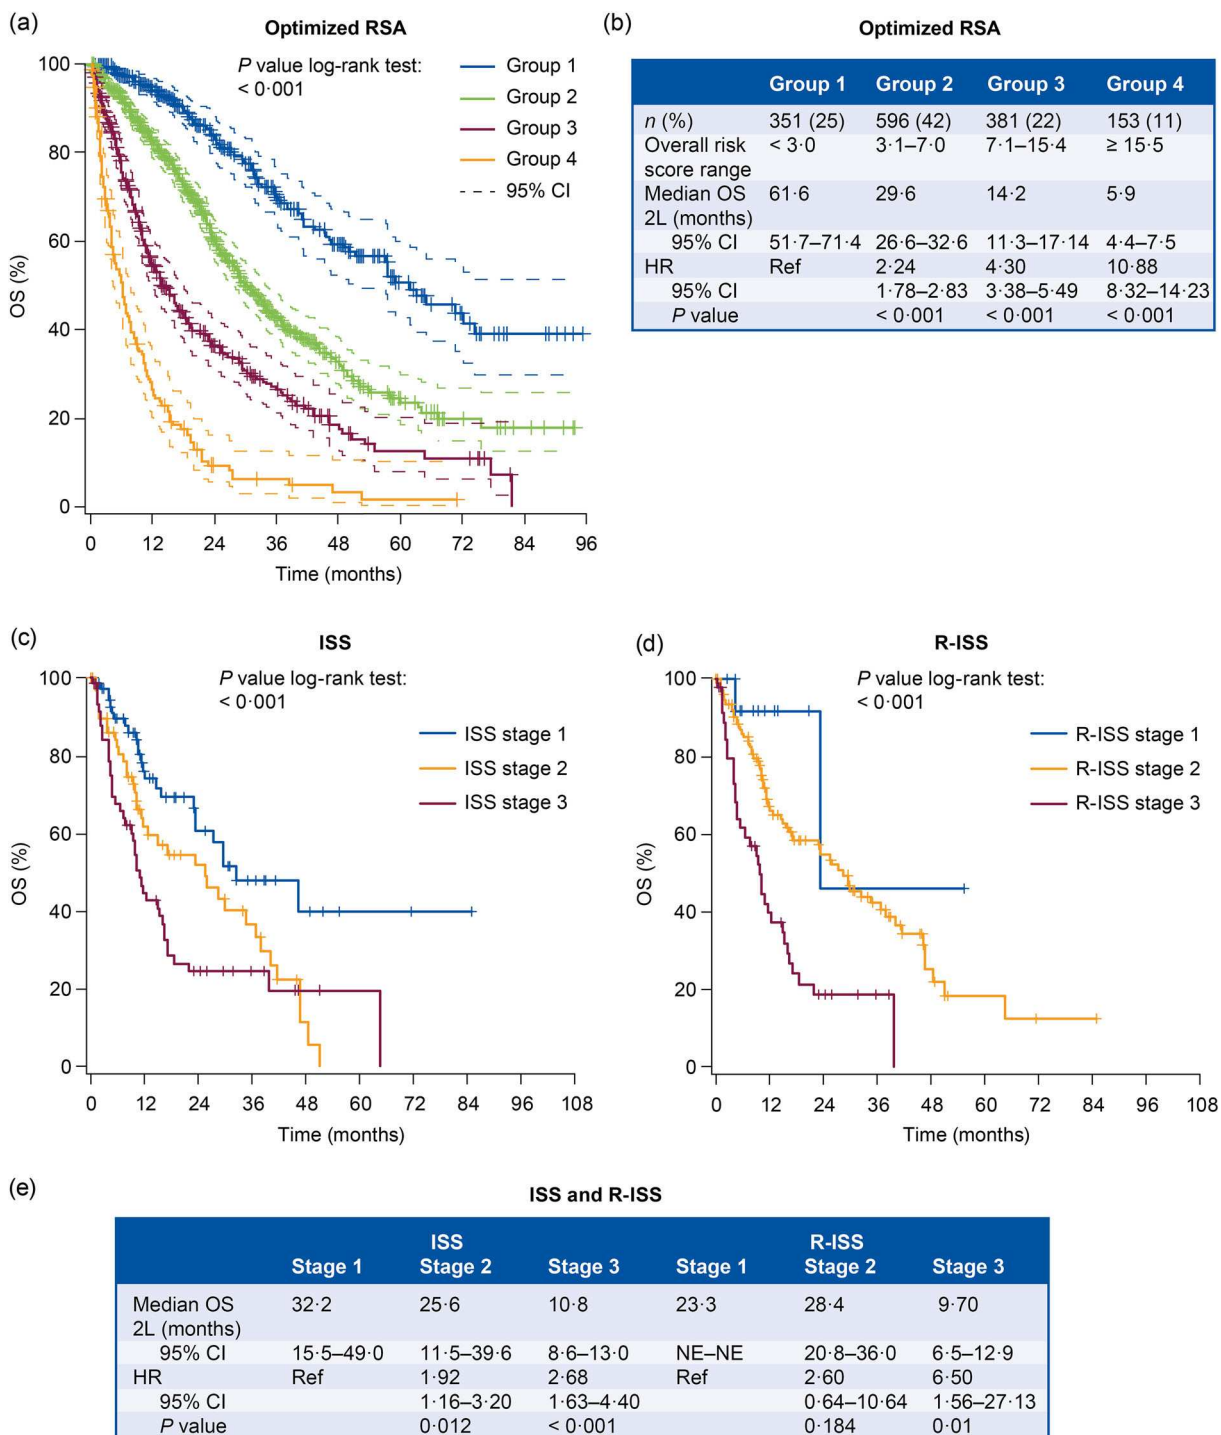 (a)
Optimized RSA
P value log-rank test:
< 0·001
Group 1
Group 2
Group 3
Group 4
95% CI
100
80
60
40
20
0
OS (%)
0 12 24 36 48 60 72 84 96
Time (months)
(b)
Optimized RSA
Group 1 Group 2 Group 3 Group 4
n (%) 351 (25) 596 (42) 381 (22) 153 (11)
Overall risk < 3·0 3·1–7·0 7·1–15·4 ≥ 15·5
score range
Median OS 61·6 29·6 14·2 5·9
2L (months)
95% CI 51·7–71·4 26·6–32·6 11·3–17·14 4·4–7·5
HR Ref 2·24 4·30 10·88
95% CI 1·78–2·83 3·38–5·49 8·32–14·23
P value < 0·001 < 0·001 < 0·001
(c)
ISS
P value log-rank test:
< 0·001
ISS stage 1
ISS stage 2
ISS stage 3
100
80
60
40
20
0
OS (%)
0 12 24 36 48 60 72 84 96 108
Time (months)
(d)
R-ISS
P value log-rank test:
< 0·001
R-ISS stage 1
R-ISS stage 2
R-ISS stage 3
100
80
60
40
20
0
OS (%)
0 12 24 36 48 60 72 84 96 108
Time (months)
(e)
ISS and R-ISS
ISS R-ISS
Stage 1 Stage 2 Stage 3 Stage 1 Stage 2 Stage 3
Median OS 32·2 25·6 10·8 23·3 28·4 9·70
2L (months)
95% CI 15·5–49·0 11·5–39·6 8·6–13·0 NE–NE 20·8–36·0 6·5–12·9
HR Ref 1·92 2·68 Ref 2·60 6·50
95% CI 1·16–3·20 1·63–4·40 0·64–10·64 1·56–27·13
P value 0·012 < 0·001 0·184 0·01